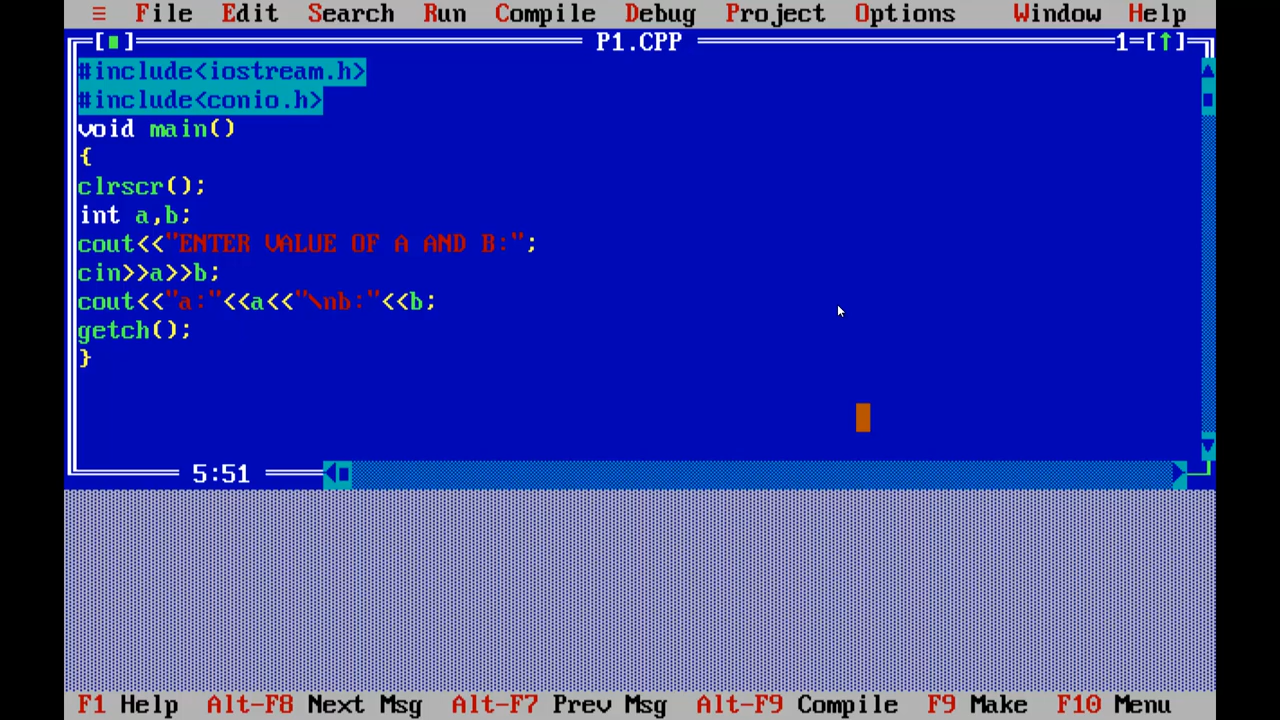 ≡ File Edit Search Run Compile Debug Project Options Window Help
[■] P1.CPP 1=[↑]
#include<iostream.h>
#include<conio.h>
void main()
{
clrscr();
int a,b;
cout<<"ENTER VALUE OF A AND B:";
cin>>a>>b;
cout<<"a:"<<a<<"\nb:"<<b;
getch();
}
5:51
F1 Help Alt-F8 Next Msg Alt-F7 Prev Msg Alt-F9 Compile F9 Make F10 Menu